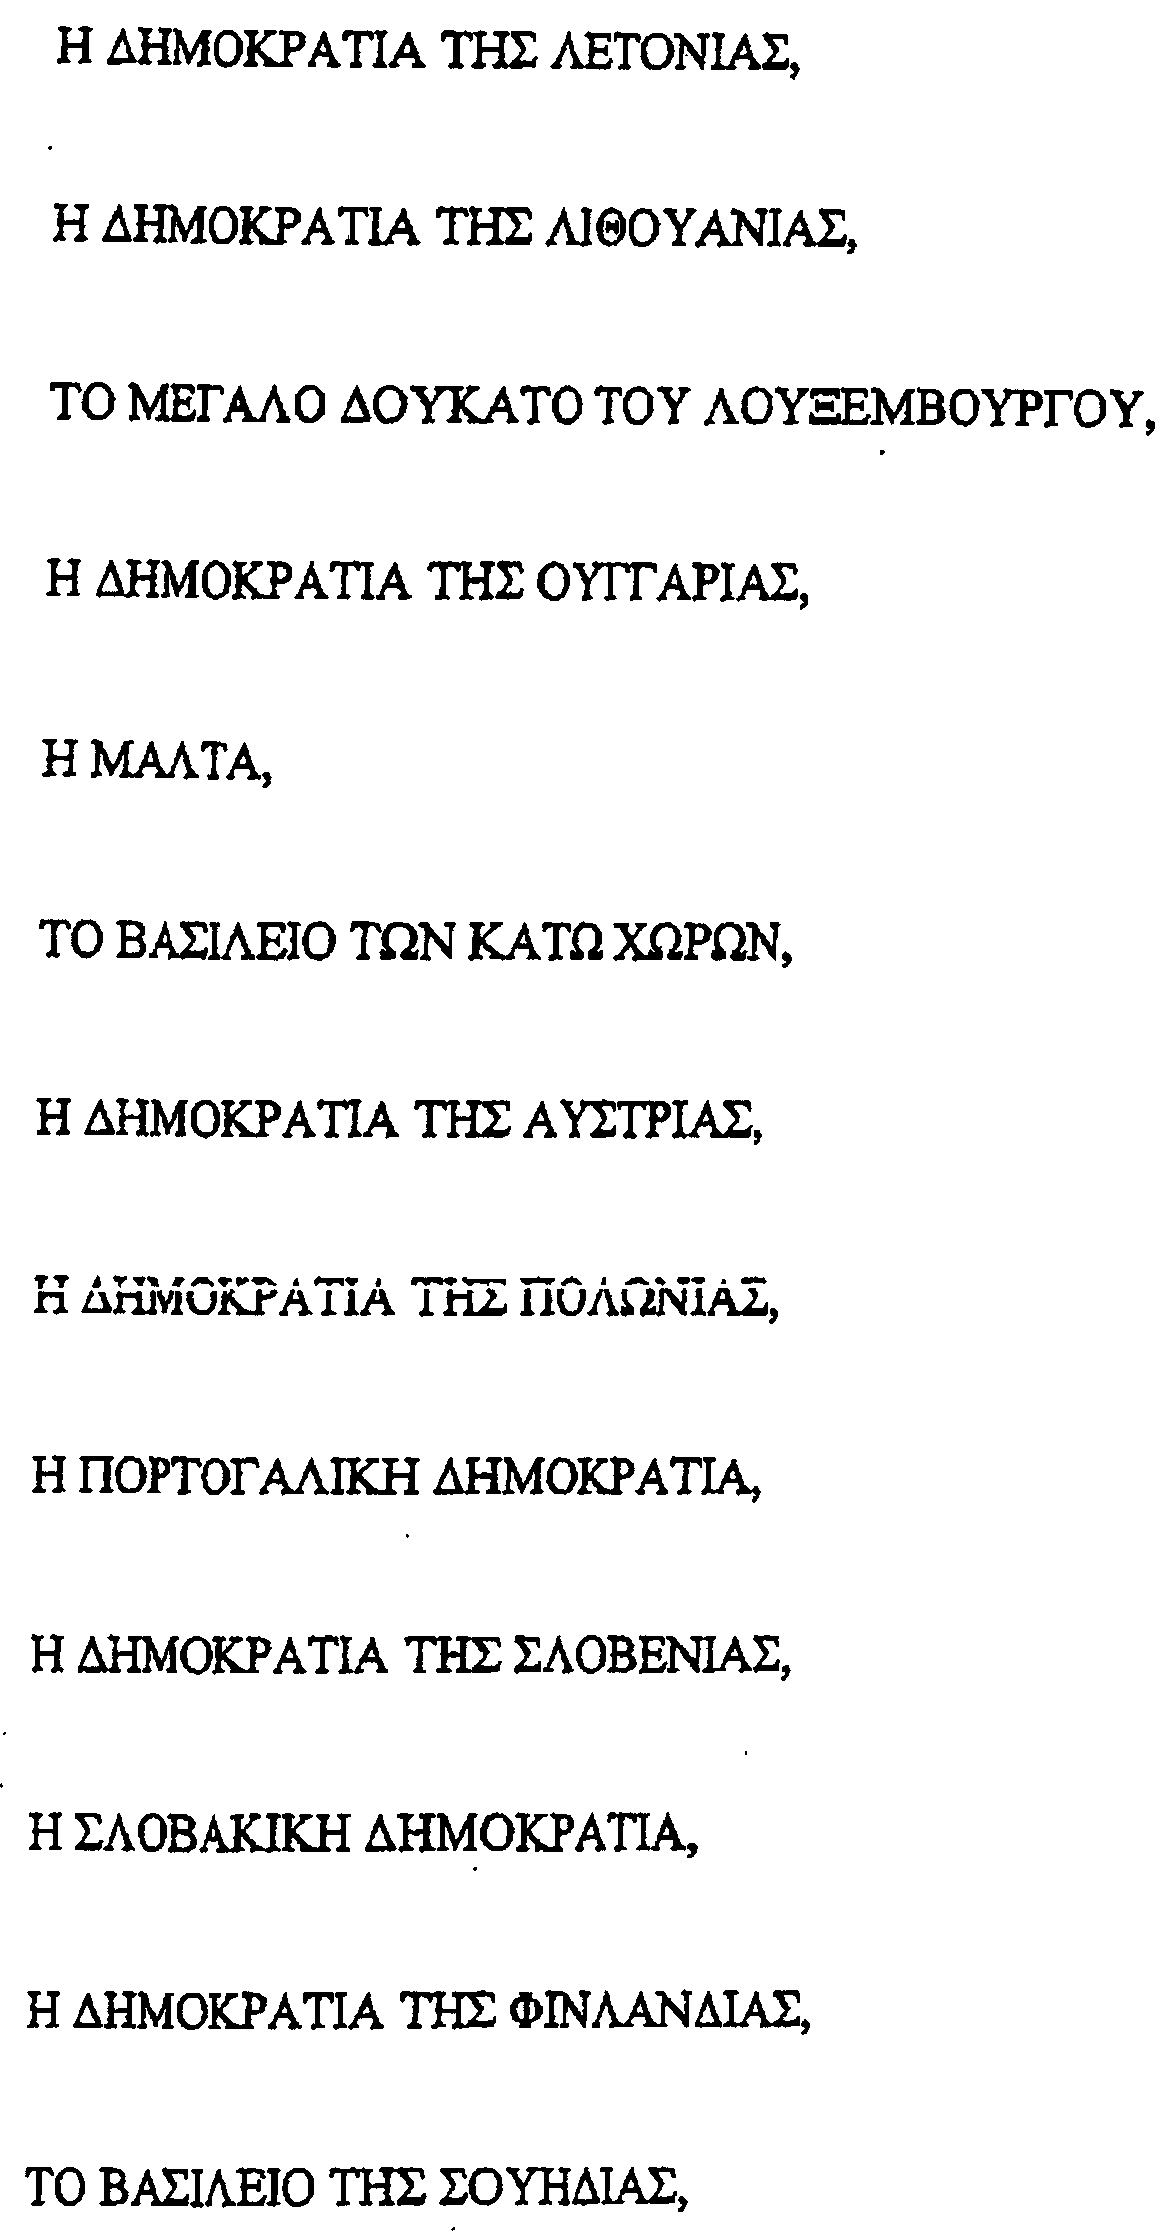 Η ΔΗΜΟΚΡΑΤΙΑ ΤΗΣ ΛΕΤΟΝΙΑΣ,
Η ΔΗΜΟΚΡΑΤΙΑ ΤΗΣ ΛΙΘΟΥΑΝΙΑΣ,
ΤΟ ΜΕΓΑΛΟ ΔΟΥΚΑΤΟ ΤΟΥ ΛΟΥΞΕΜΒΟΥΡΓΟΥ,
Η ΔΗΜΟΚΡΑΤΙΑ ΤΗΣ ΟΥΓΓΑΡΙΑΣ,
Η ΜΑΛΤΑ,
ΤΟ ΒΑΣΙΛΕΙΟ ΤΩΝ ΚΑΤΩ ΧΩΡΩΝ,
Η ΔΗΜΟΚΡΑΤΙΑ ΤΗΣ ΑΥΣΤΡΙΑΣ,
Η ΔΗΜΟΚΡΑΤΙΑ ΤΗΣ ΠΟΛΩΝΙΑΣ,
Η ΠΟΡΤΟΓΑΛΙΚΗ ΔΗΜΟΚΡΑΤΙΑ,
Η ΔΗΜΟΚΡΑΤΙΑ ΤΗΣ ΣΛΟΒΕΝΙΑΣ,
Η ΣΛΟΒΑΚΙΚΗ ΔΗΜΟΚΡΑΤΙΑ,
Η ΔΗΜΟΚΡΑΤΙΑ ΤΗΣ ΦΙΝΛΑΝΔΙΑΣ,
ΤΟ ΒΑΣΙΛΕΙΟ ΤΗΣ ΣΟΥΗΔΙΑΣ,